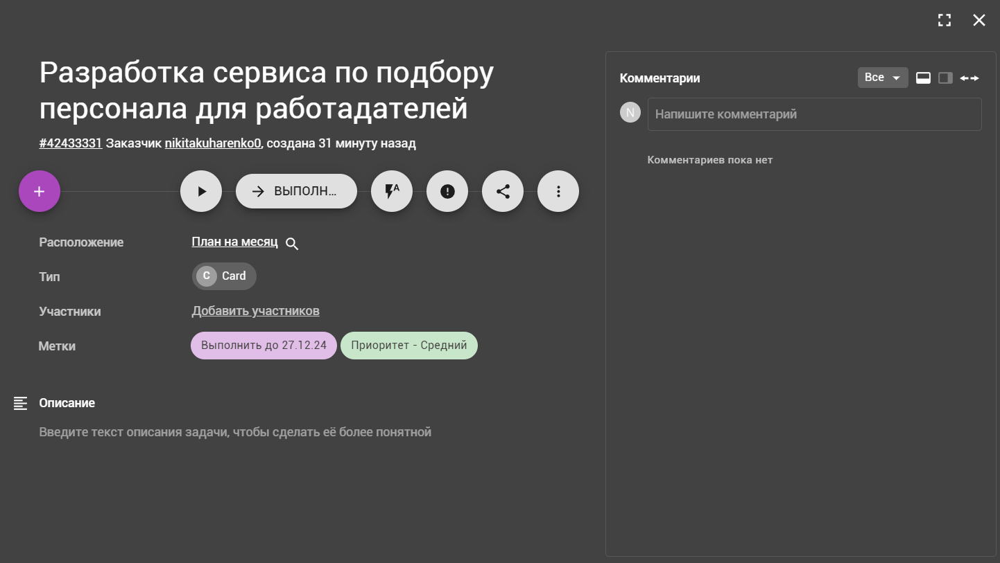 Разработка сервиса по подбору
персонала для работадателей
#42433331 Заказчик nikitakuharenko0, создана 31 минуту назад
ВЫПОЛН...
A
Расположение План на месяц
Тип C Card
Участники Добавить участников
Метки Выполнить до 27.12.24 Приоритет - Средний
Описание
Введите текст описания задачи, чтобы сделать её более понятной
Комментарии Все
N Напишите комментарий
Комментариев пока нет